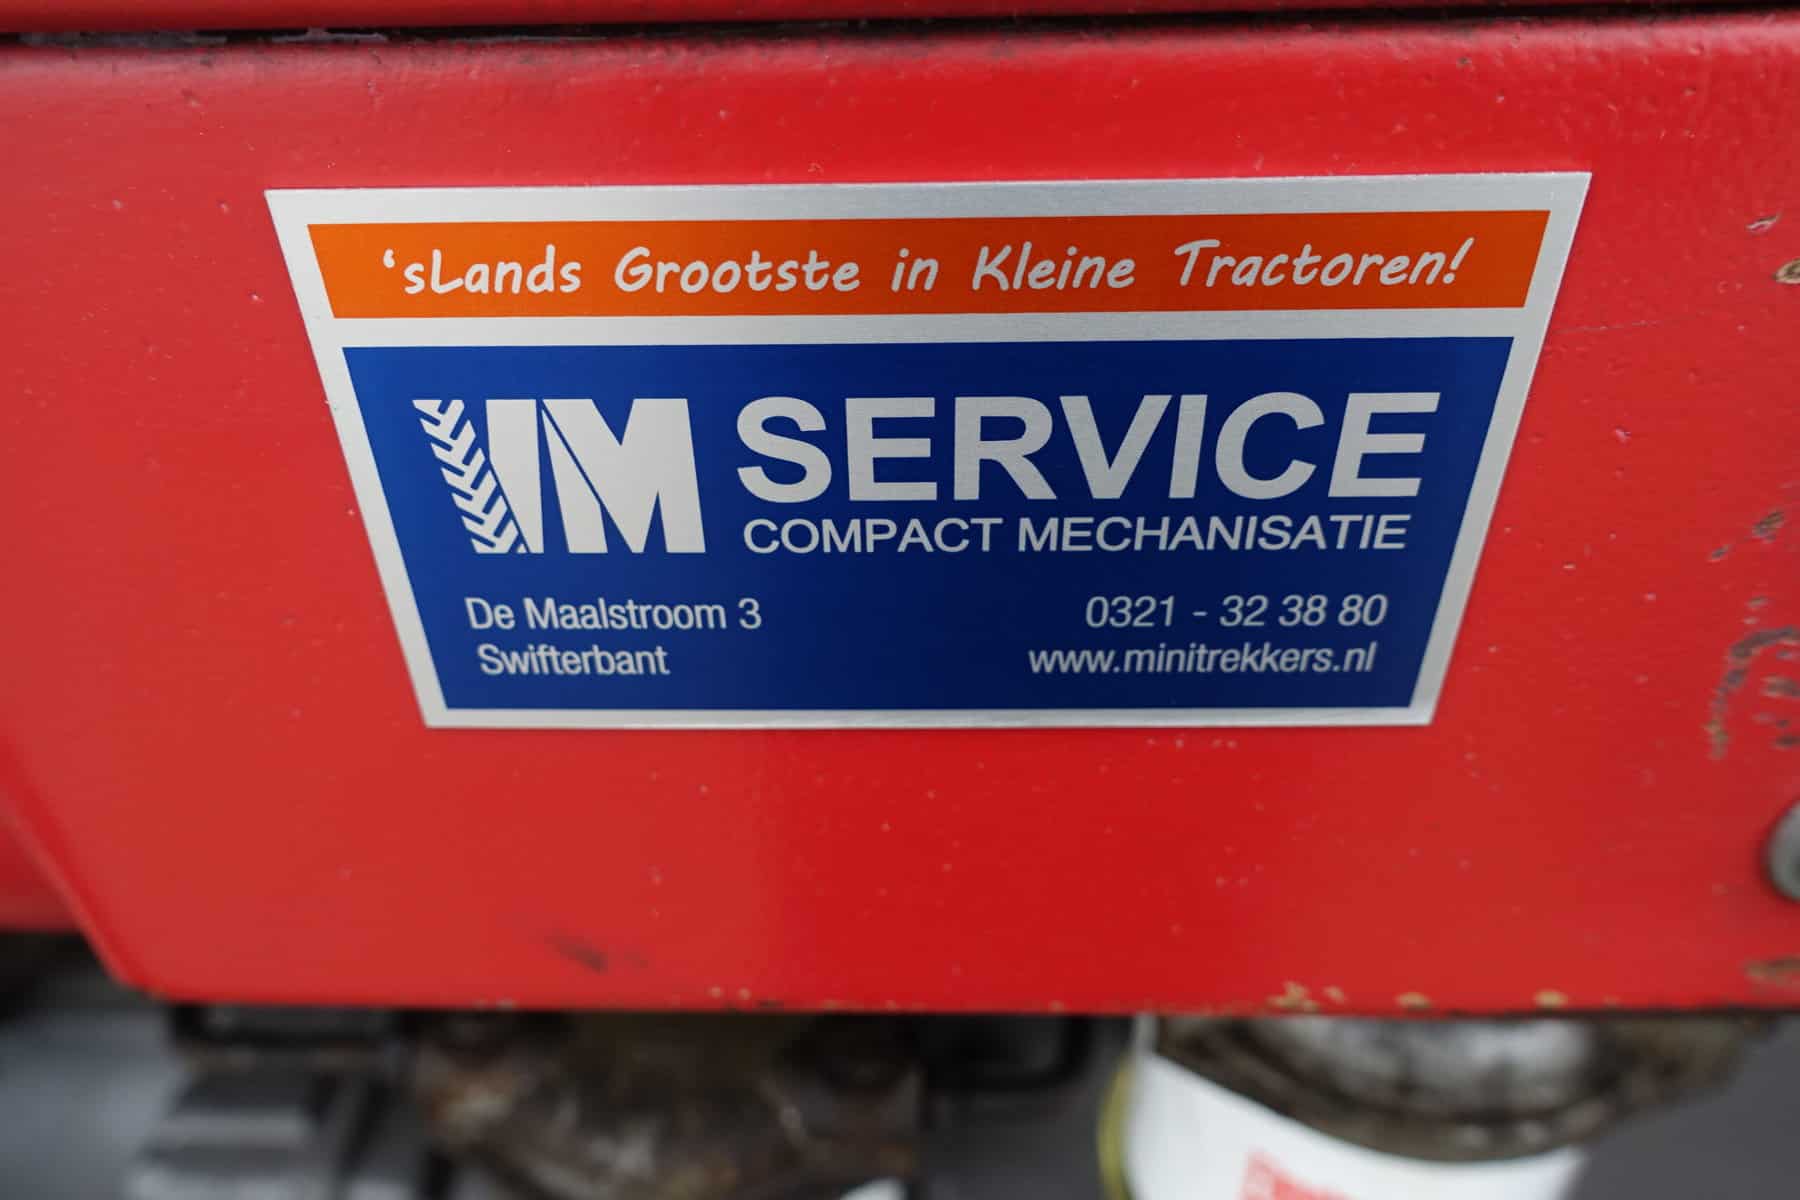 ‘sLands Grootste in Kleine Tractoren!
IM SERVICE
COMPACT MECHANISATIE
De Maalstroom 3
Swifterbant
0321 - 32 38 80
www.minitrekkers.nl